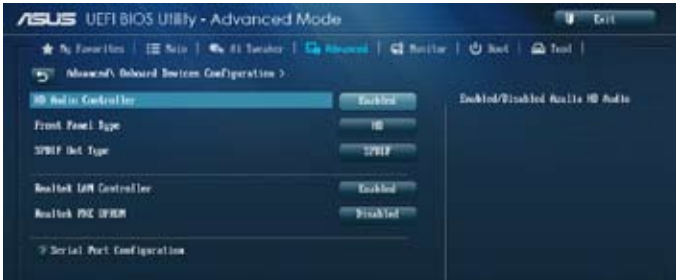 ASUS UEFI BIOS Utility - Advanced Mode
Exit
My Favorites | Main | Ai Tweaker | Advanced | Monitor | Boot | Tool |
Advanced\ Onboard Devices Configuration >
HD Audio Controller Enabled
Front Panel Type HD
SPDIF Out Type SPDIF
Realtek LAN Controller Enabled
Realtek PXE OPROM Disabled
> Serial Port Configuration
Enabled/Disabled Azalia HD Audio